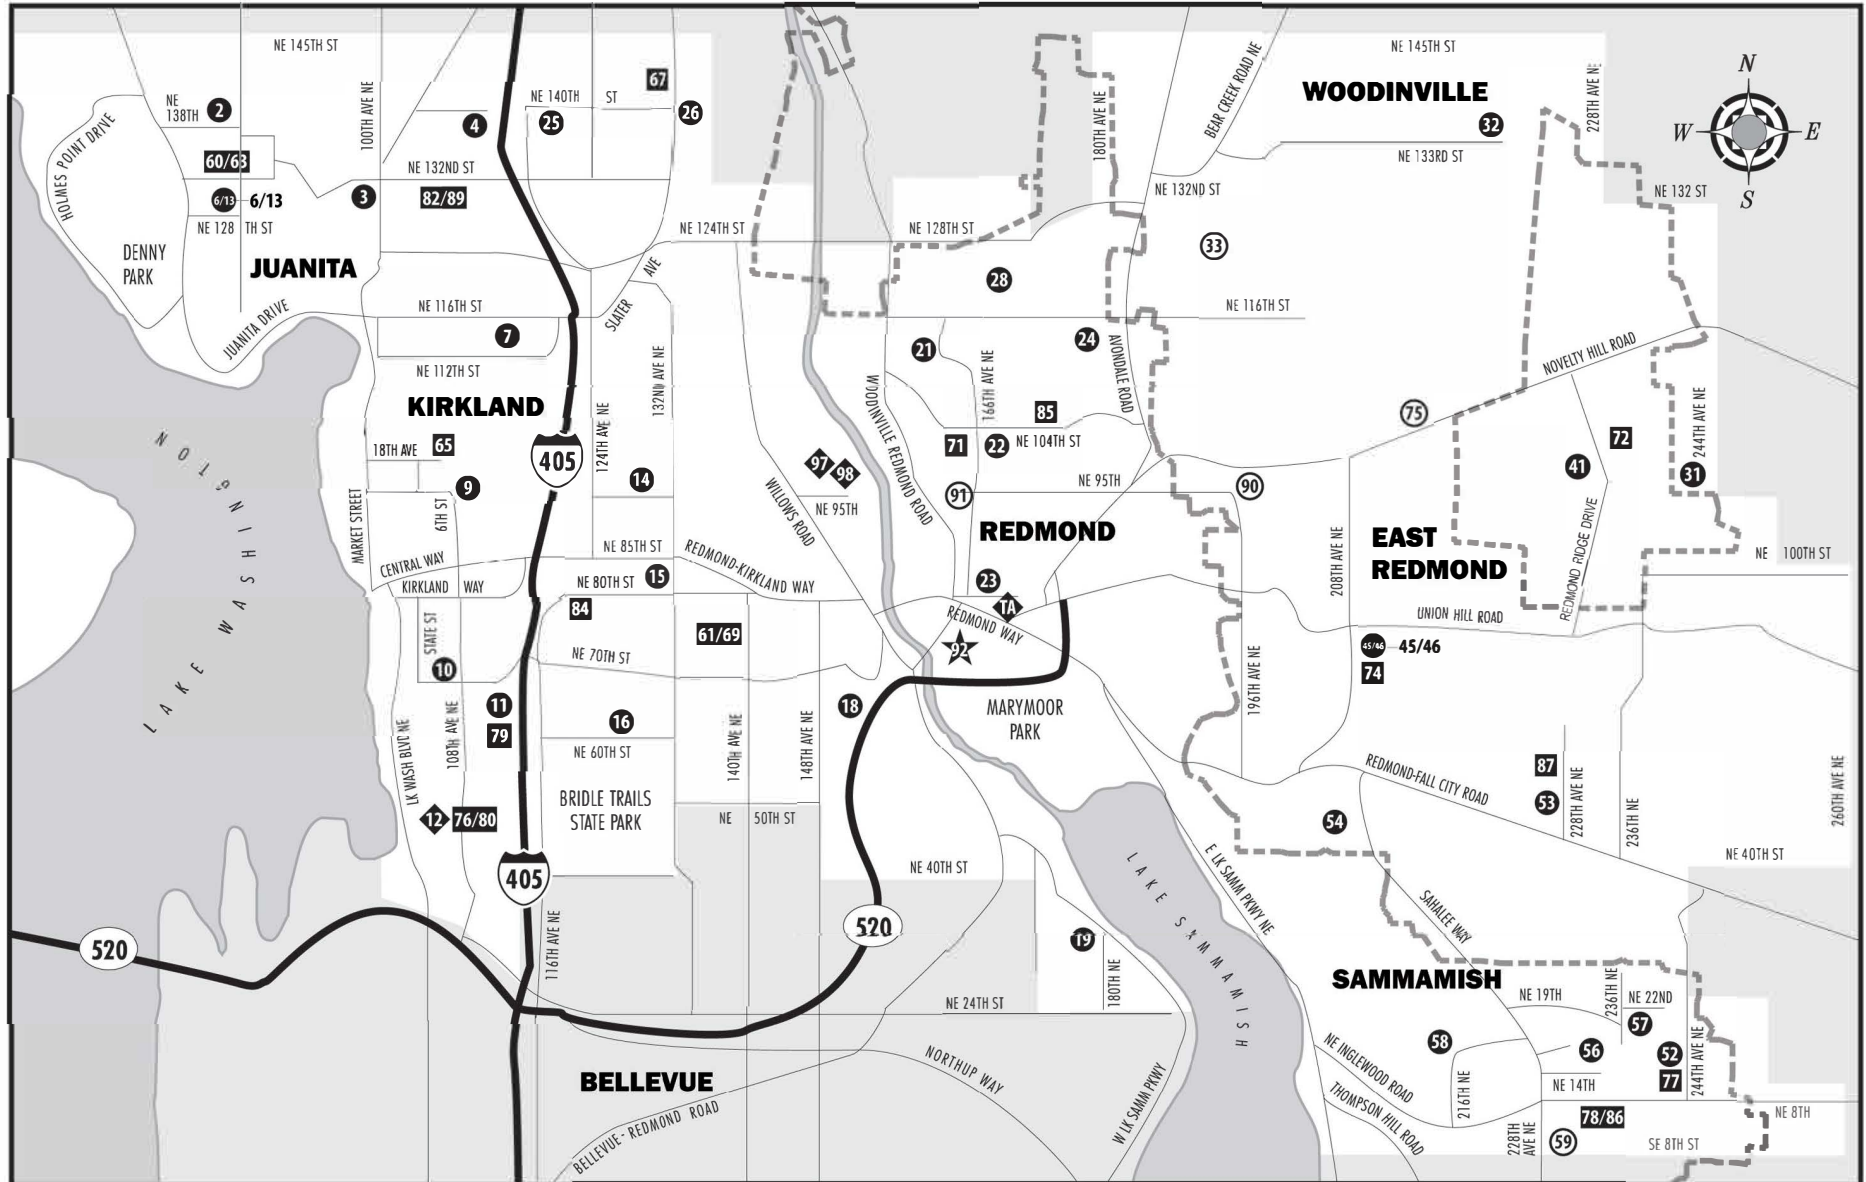 NE 145TH ST
NE 145TH ST
N
W
E
S
WOODINVILLE
BEAR CREEK ROAD NE
228TH AVE NE
67
NE
138TH
2
100TH AVE NE
4
NE 140TH ST
25
26
180TH AVE NE
32
NE 133RD ST
HOLMES POINT DRIVE
60/63
NE 132ND ST
82/89
3
6/13
6/13
NE 128TH ST
NE 132ND ST
NE 132 ST
DENNY
PARK
JUANITA
NE 124TH ST
NE 128TH ST
33
28
SLATER AVE
JUANITA DRIVE
NE 116TH ST
NE 116TH ST
7
NE 112TH ST
21
24
AVONDALE ROAD
NOVELTY HILL ROAD
132ND AVE NE
166TH AVE NE
WOODINVILLE REDMOND ROAD
KIRKLAND
85
75
244TH AVE NE
18TH AVE
65
405
124TH AVE NE
71
22
NE 104TH ST
72
97
98
14
41
31
9
MARKET STREET
6TH ST
WILLOWS ROAD
NE 95TH
91
NE 95TH
90
REDMOND
EAST
REDMOND
208TH AVE NE
REDMOND RIDGE DRIVE
NE 100TH ST
CENTRAL WAY
KIRKLAND WAY
NE 85TH ST
REDMOND-KIRKLAND WAY
NE 80TH ST
15
84
23
TA
REDMOND WAY
92
UNION HILL ROAD
STATE ST
61/69
45/46
45/46
74
10
NE 70TH ST
196TH AVE NE
LAKE WASHINGTON
11
79
16
18
MARYMOOR
PARK
108TH AVE NE
NE 60TH ST
140TH AVE NE
148TH AVE NE
LK WASH BLVD NE
REDMOND-FALL CITY ROAD
87
53
228TH AVE NE
236TH NE
260TH AVE NE
12
76/80
BRIDLE TRAILS
STATE PARK
NE 50TH ST
54
405
NE 40TH ST
NE 40TH ST
E LK SAMM PKWY NE
LAKE SAMMAMISH
SAHALEE WAY
520
116TH AVE NE
520
19
180TH NE
SAMMAMISH
NE 24TH ST
NE 19TH
236TH NE
NE 22ND
57
58
56
52
77
244TH AVE NE
NE INGLEWOOD ROAD
THOMPSON HILL ROAD
216TH NE
NE 14TH
BELLEVUE
NORTHUP WAY
W LK SAMM PKWY
BELLEVUE - REDMOND ROAD
78/86
NE 8TH
228TH
AVE NE
59
SE 8TH ST